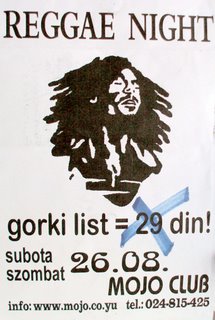 REGGAE NIGHT
gorki list = 29 din!
subota
szombat 26.08.
MOJO CLUB
info: www.mojo.co.yu tel.: 024-815-425